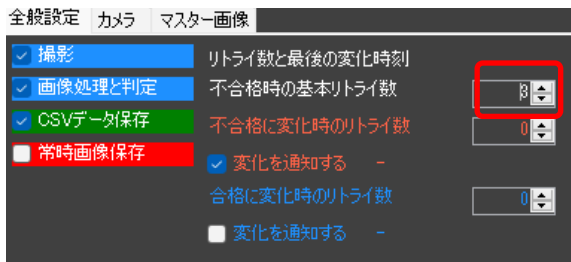 全般設定 カメラ マスター画像
撮影
画像処理と判定
CSVデータ保存
常時画像保存
リトライ数と最後の変化時刻
不合格時の基本リトライ数 3
不合格に変化時のリトライ数 0
変化を通知する -
合格に変化時のリトライ数 0
変化を通知する -